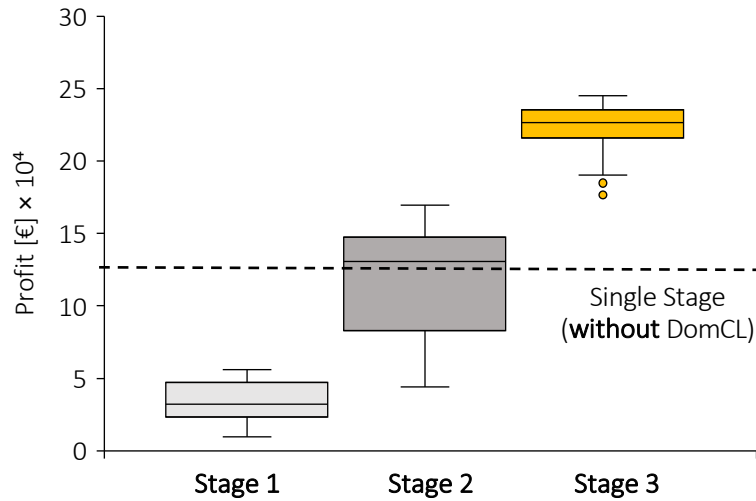 30
25
20
15
10
5
0
Profit [€] × 10⁴
Single Stage
(without DomCL)
Stage 1
Stage 2
Stage 3